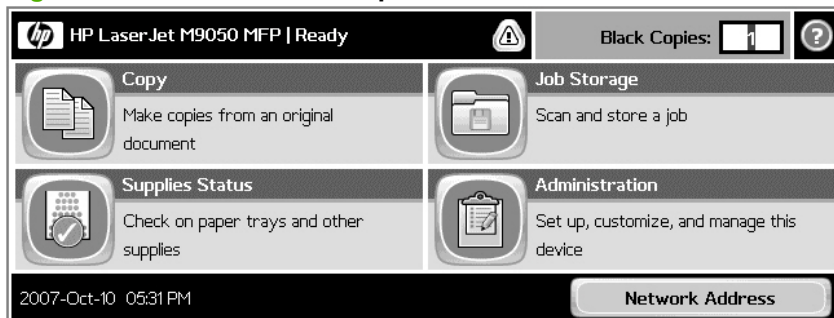 hp HP LaserJet M9050 MFP | Ready
Black Copies: 1
?
Copy
Make copies from an original
document
Job Storage
Scan and store a job
Supplies Status
Check on paper trays and other
supplies
Administration
Set up, customize, and manage this
device
2007-Oct-10 05:31 PM
Network Address